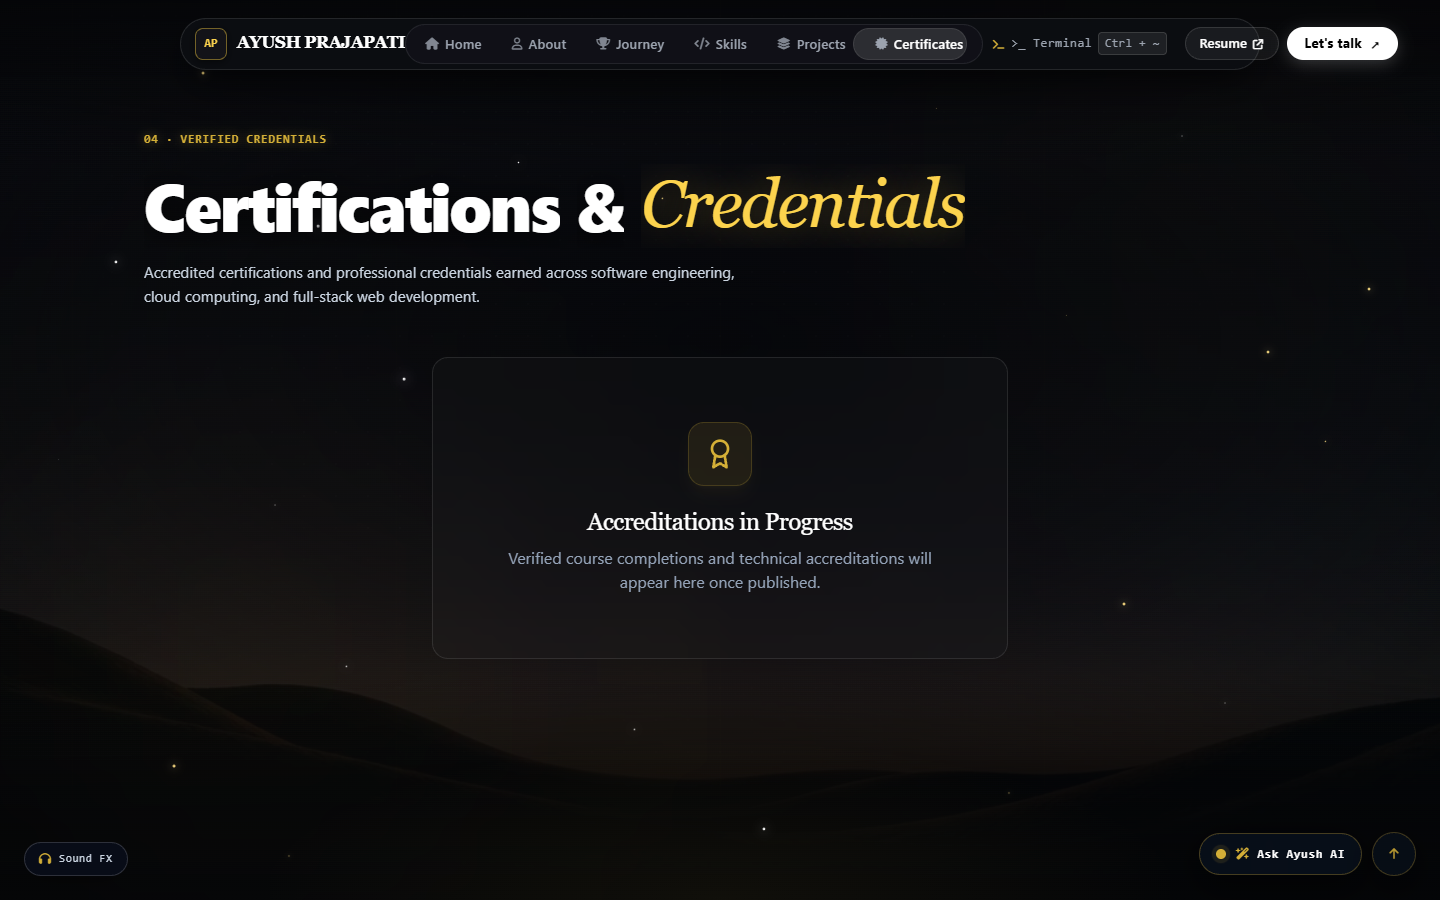 AP AYUSH PRAJAPATI Home About Journey Skills Projects Certificates >_ Terminal Ctrl + ~ Resume Let's talk ↗
04 · VERIFIED CREDENTIALS
Certifications & Credentials
Accredited certifications and professional credentials earned across software engineering,
cloud computing, and full-stack web development.
Accreditations in Progress
Verified course completions and technical accreditations will
appear here once published.
Sound FX
Ask Ayush AI